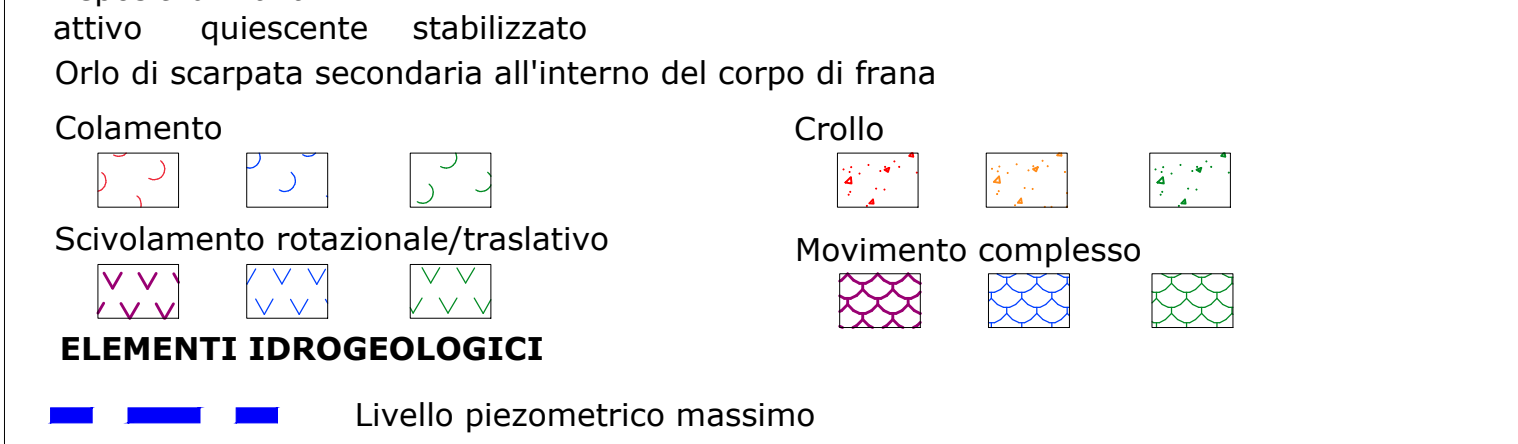 attivo quiescente stabilizzato
Orlo di scarpata secondaria all'interno del corpo di frana
Colamento
Crollo
Scivolamento rotazionale/traslativo
Movimento complesso
ELEMENTI IDROGEOLOGICI
Livello piezometrico massimo